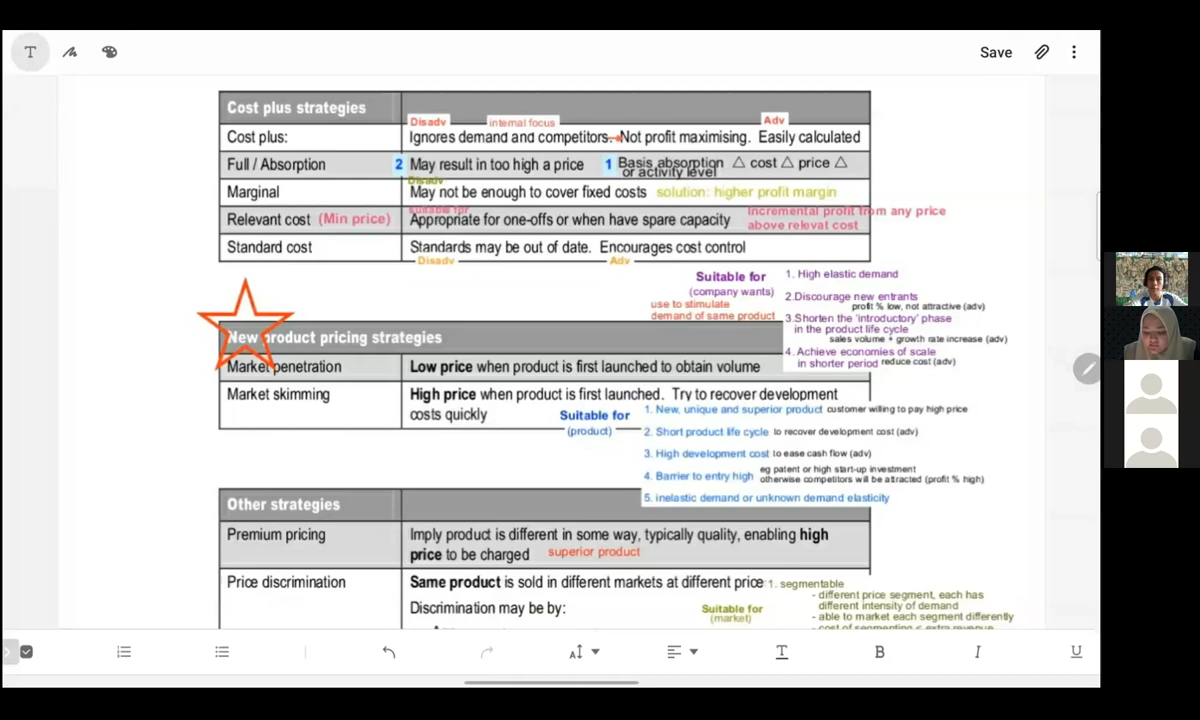 T
Save
Cost plus strategies
Disadv internal focus Adv
Cost plus: Ignores demand and competitors. Not profit maximising. Easily calculated
Full / Absorption 2 May result in too high a price 1 Basis absorption △ cost △ price △
or activity level
Disadv
Marginal May not be enough to cover fixed costs solution: higher profit margin
suitable for
Relevant cost (Min price) Appropriate for one-offs or when have spare capacity Incremental profit from any price
above relevat cost
Standard cost Standards may be out of date. Encourages cost control
Disadv Adv
Suitable for
(company wants)
use to stimulate
demand of same product
1. High elastic demand
2.Discourage new entrants
profit % low, not attractive (adv)
3.Shorten the 'introductory' phase
in the product life cycle
sales volume + growth rate increase (adv)
4. Achieve economies of scale
in shorter period reduce cost (adv)
New product pricing strategies
Market penetration Low price when product is first launched to obtain volume
Market skimming High price when product is first launched. Try to recover development
costs quickly
Suitable for
(product)
1. New, unique and superior product customer willing to pay high price
2. Short product life cycle to recover development cost (adv)
3. High development cost to ease cash flow (adv)
4. Barrier to entry high eg patent or high start-up investment
otherwise competitors will be attracted (profit % high)
5. inelastic demand or unknown demand elasticity
Other strategies
Premium pricing Imply product is different in some way, typically quality, enabling high
price to be charged superior product
Price discrimination Same product is sold in different markets at different price
Discrimination may be by:
Suitable for
(market)
1. segmentable
- different price segment, each has
different intensity of demand
- able to market each segment differently
- cost of segmenting < extra revenue
T B I U